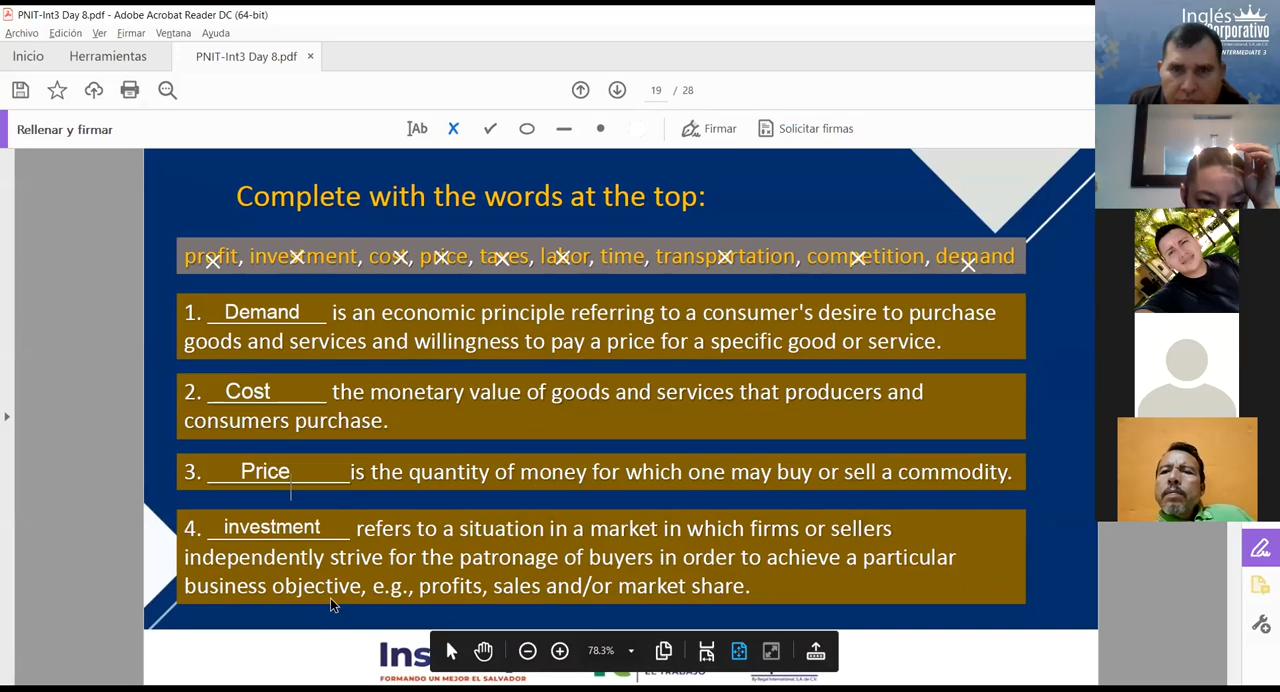 PNIT-Int3 Day 8.pdf - Adobe Acrobat Reader DC (64-bit)
Archivo Edición Ver Firmar Ventana Ayuda
Inicio Herramientas PNIT-Int3 Day 8.pdf ×
19 / 28
Rellenar y firmar
Ab Firmar Solicitar firmas
Complete with the words at the top:
profit, investment, cost, price, taxes, labor, time, transportation, competition, demand
1. Demand is an economic principle referring to a consumer's desire to purchase
goods and services and willingness to pay a price for a specific good or service.
2. Cost the monetary value of goods and services that producers and
consumers purchase.
3. Price is the quantity of money for which one may buy or sell a commodity.
4. investment refers to a situation in a market in which firms or sellers
independently strive for the patronage of buyers in order to achieve a particular
business objective, e.g., profits, sales and/or market share.
78.3%
Ins
FORMANDO UN MEJOR EL SALVADOR
EL TRABAJO
Inglés
Corporativo
INTERMEDIATE 3